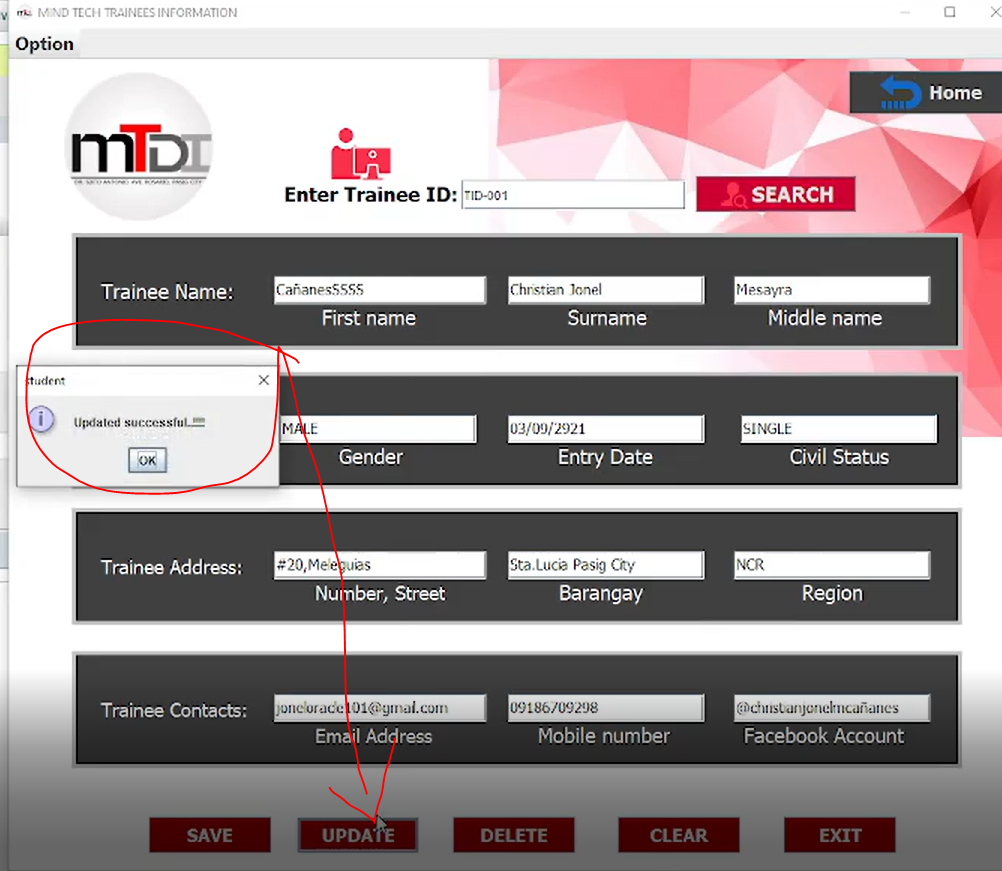 MIND TECH TRAINEES INFORMATION
Option
Home
mTDI
Enter Trainee ID: TID-001 SEARCH
Trainee Name: Cañanes5555 Christian Jonel Mesayra
First name Surname Middle name
student
Updated successful..!!!!
OK
MALE 03/09/2921 SINGLE
Gender Entry Date Civil Status
Trainee Address: #20,Meleguias Sta.Lucia Pasig City NCR
Number, Street Barangay Region
Trainee Contacts: joneloracle101@gmail.com 09186709298 @christianjonelmcañanes
Email Address Mobile number Facebook Account
SAVE UPDATE DELETE CLEAR EXIT